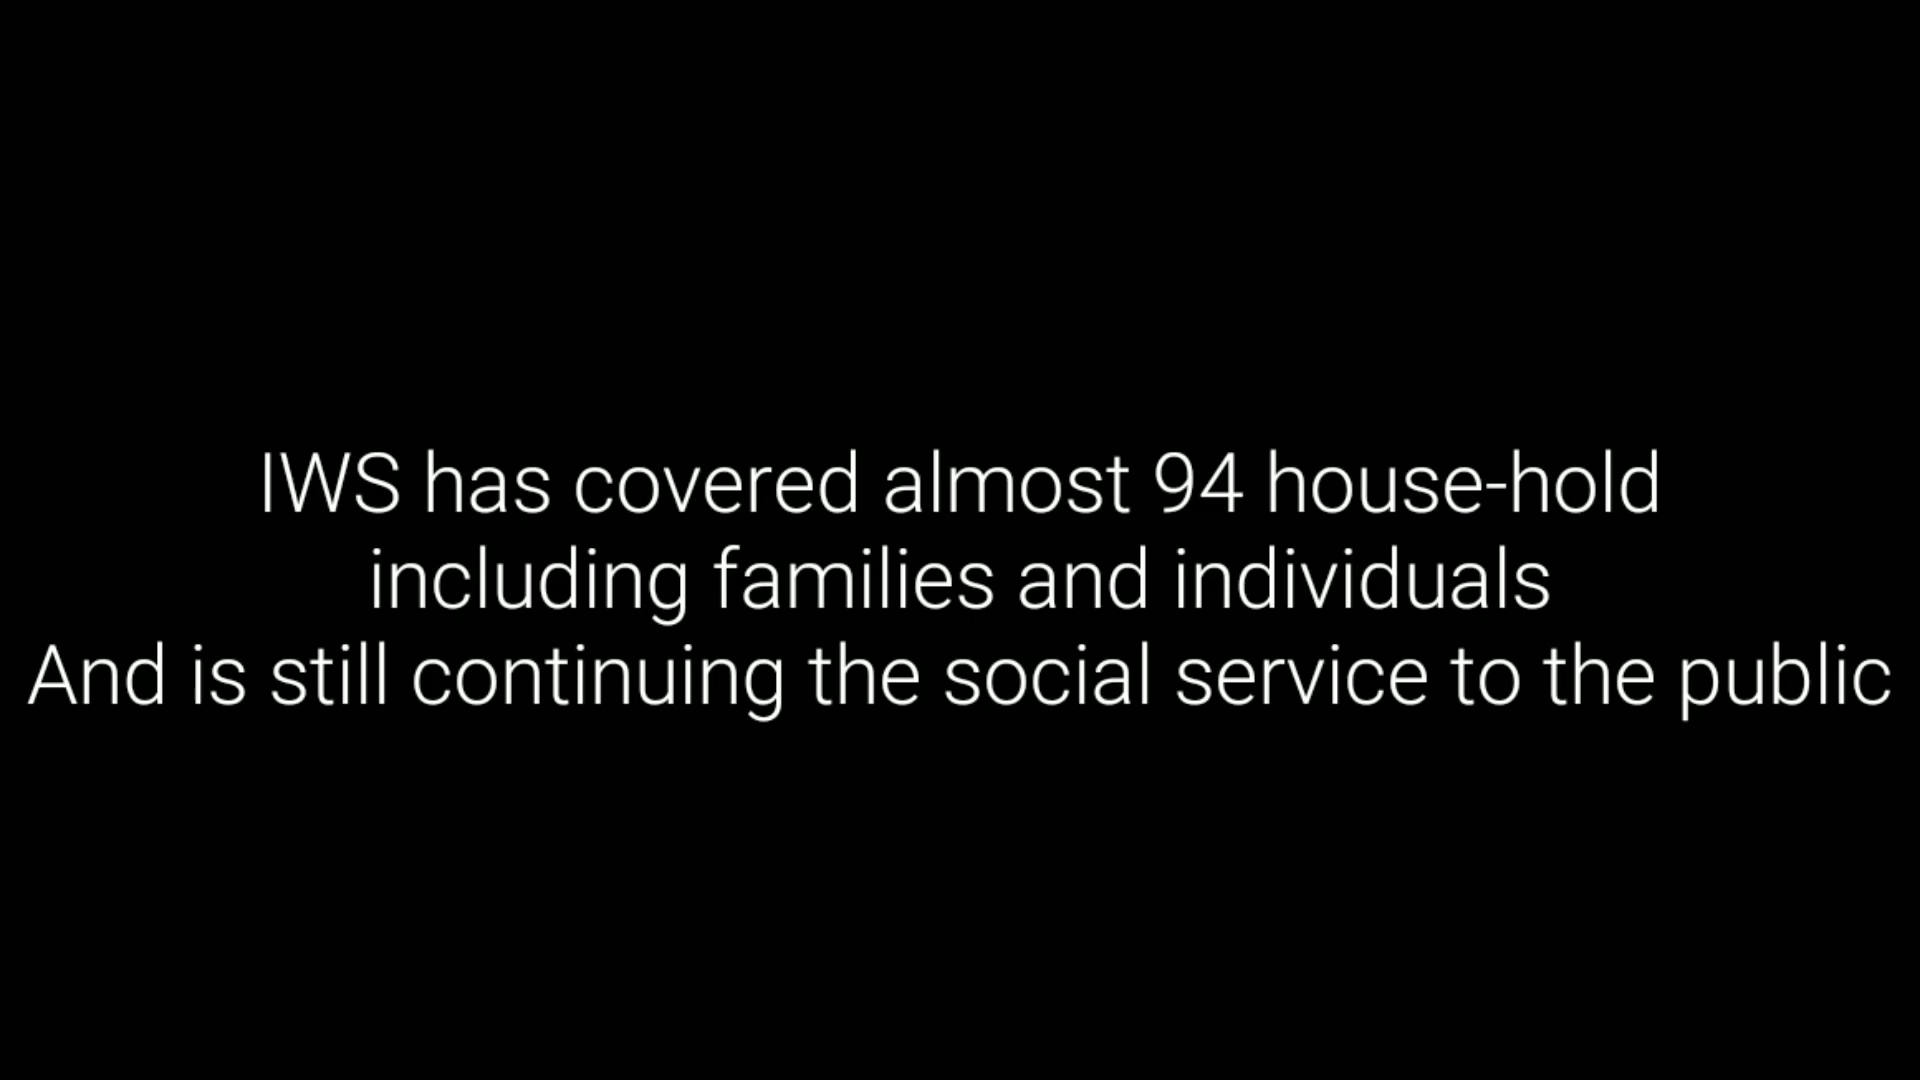 IWS has covered almost 94 house-hold
including families and individuals
And is still continuing the social service to the public